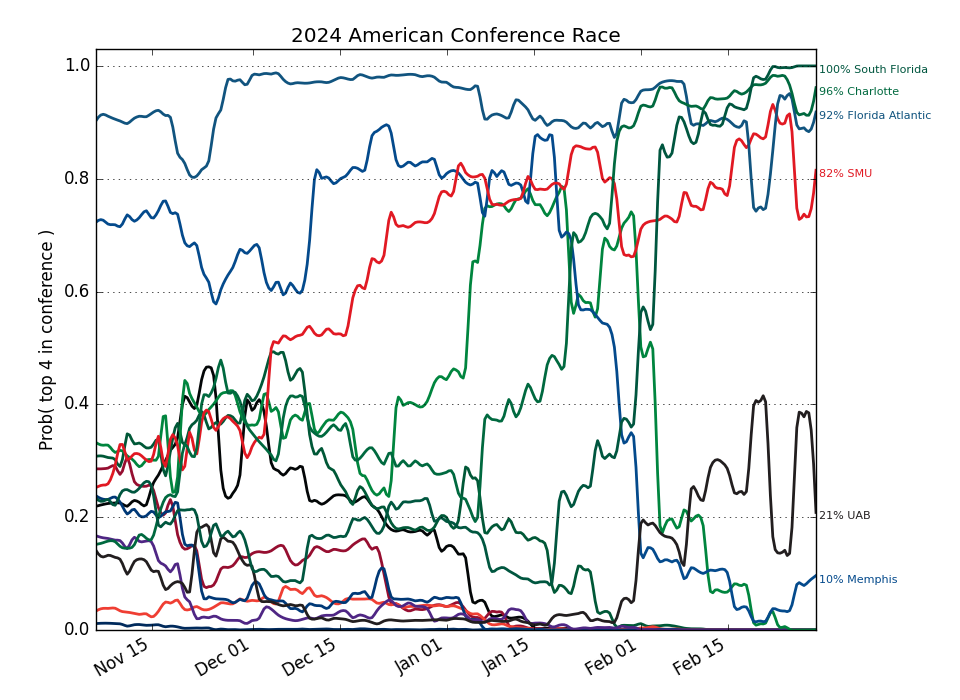 2024 American Conference Race
Prob( top 4 in conference )
1.0
0.8
0.6
0.4
0.2
0.0
100% South Florida
96% Charlotte
92% Florida Atlantic
82% SMU
21% UAB
10% Memphis
Nov 15
Dec 01
Dec 15
Jan 01
Jan 15
Feb 01
Feb 15